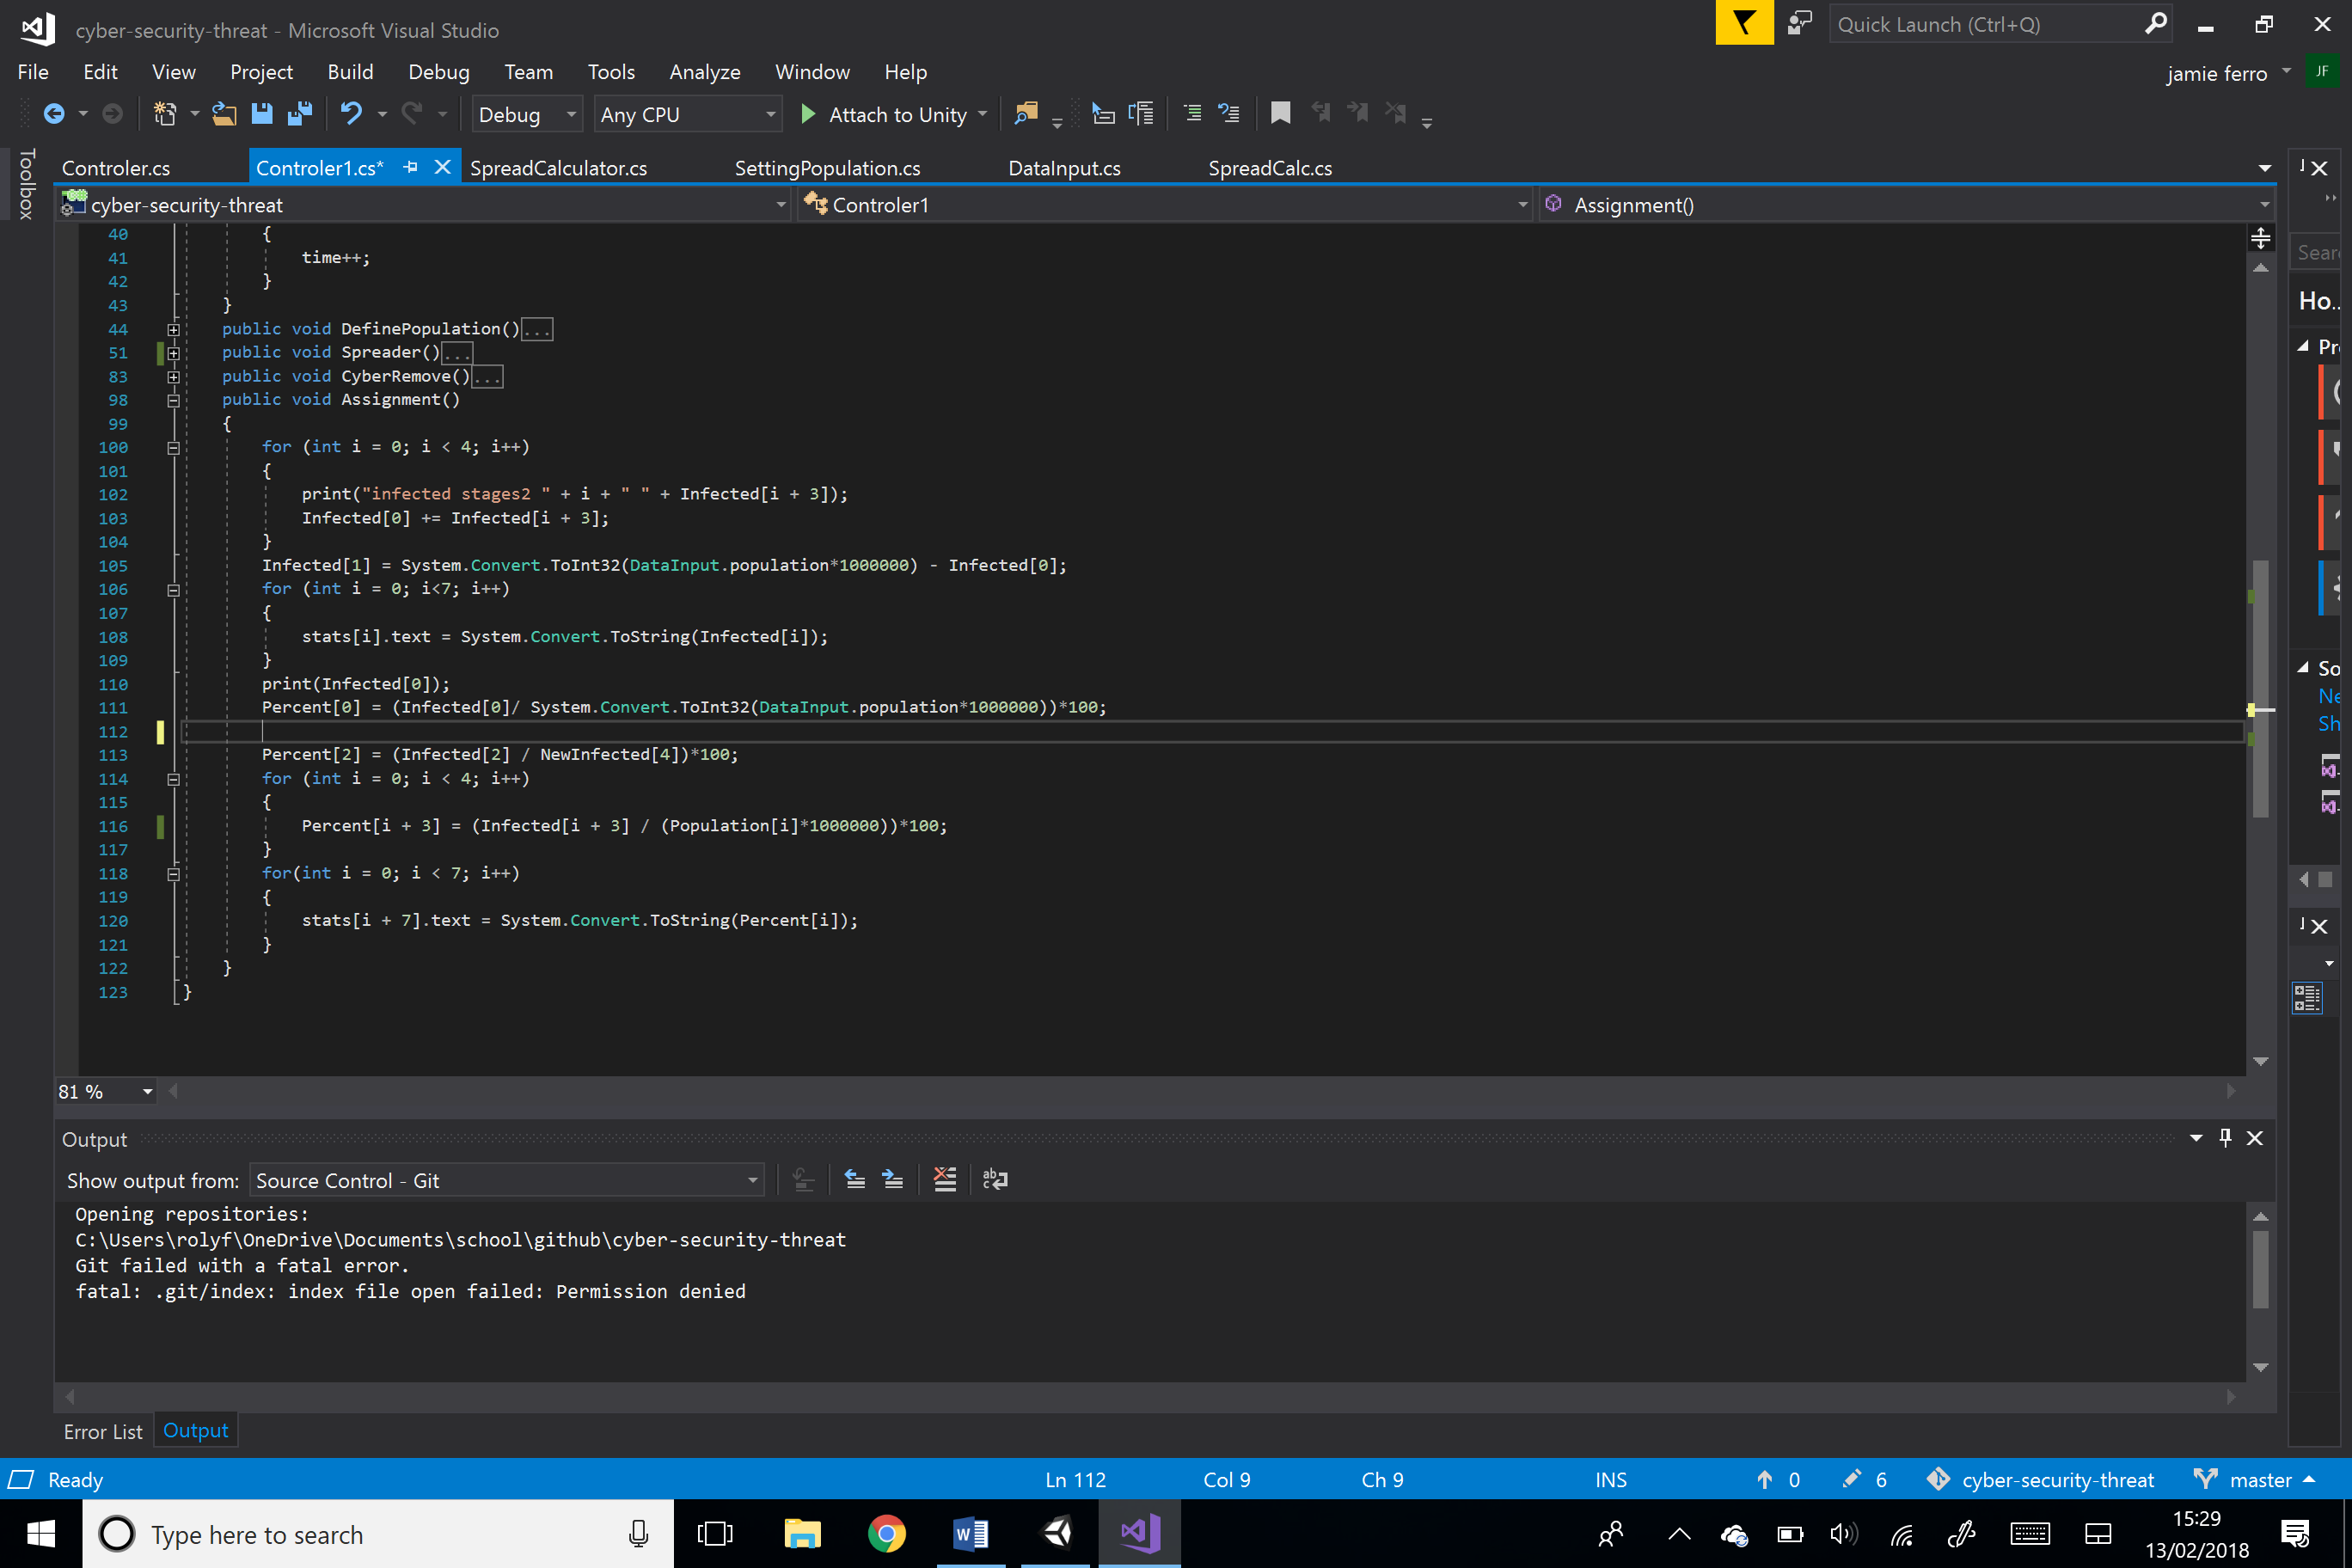 cyber-security-threat - Microsoft Visual Studio
Quick Launch (Ctrl+Q)
File Edit View Project Build Debug Team Tools Analyze Window Help
jamie ferro JF
Debug Any CPU Attach to Unity
Toolbox
Controler.cs Controler1.cs* SpreadCalculator.cs SettingPopulation.cs DataInput.cs SpreadCalc.cs
cyber-security-threat Controler1 Assignment()
40 {
41 time++;
42 }
43 }
44 public void DefinePopulation()...
51 public void Spreader()...
83 public void CyberRemove()...
98 public void Assignment()
99 {
100 for (int i = 0; i < 4; i++)
101 {
102 print("infected stages2 " + i + " " + Infected[i + 3]);
103 Infected[0] += Infected[i + 3];
104 }
105 Infected[1] = System.Convert.ToInt32(DataInput.population*1000000) - Infected[0];
106 for (int i = 0; i<7; i++)
107 {
108 stats[i].text = System.Convert.ToString(Infected[i]);
109 }
110 print(Infected[0]);
111 Percent[0] = (Infected[0]/ System.Convert.ToInt32(DataInput.population*1000000))*100;
112
113 Percent[2] = (Infected[2] / NewInfected[4])*100;
114 for (int i = 0; i < 4; i++)
115 {
116 Percent[i + 3] = (Infected[i + 3] / (Population[i]*1000000))*100;
117 }
118 for(int i = 0; i < 7; i++)
119 {
120 stats[i + 7].text = System.Convert.ToString(Percent[i]);
121 }
122 }
123 }
Sear
Ho..
Pr
So
Ne
Sh
81 %
Output
Show output from: Source Control - Git
Opening repositories:
C:\Users\rolyf\OneDrive\Documents\school\github\cyber-security-threat
Git failed with a fatal error.
fatal: .git/index: index file open failed: Permission denied
Error List Output
Ready Ln 112 Col 9 Ch 9 INS 0 6 cyber-security-threat master
Type here to search
15:29
13/02/2018